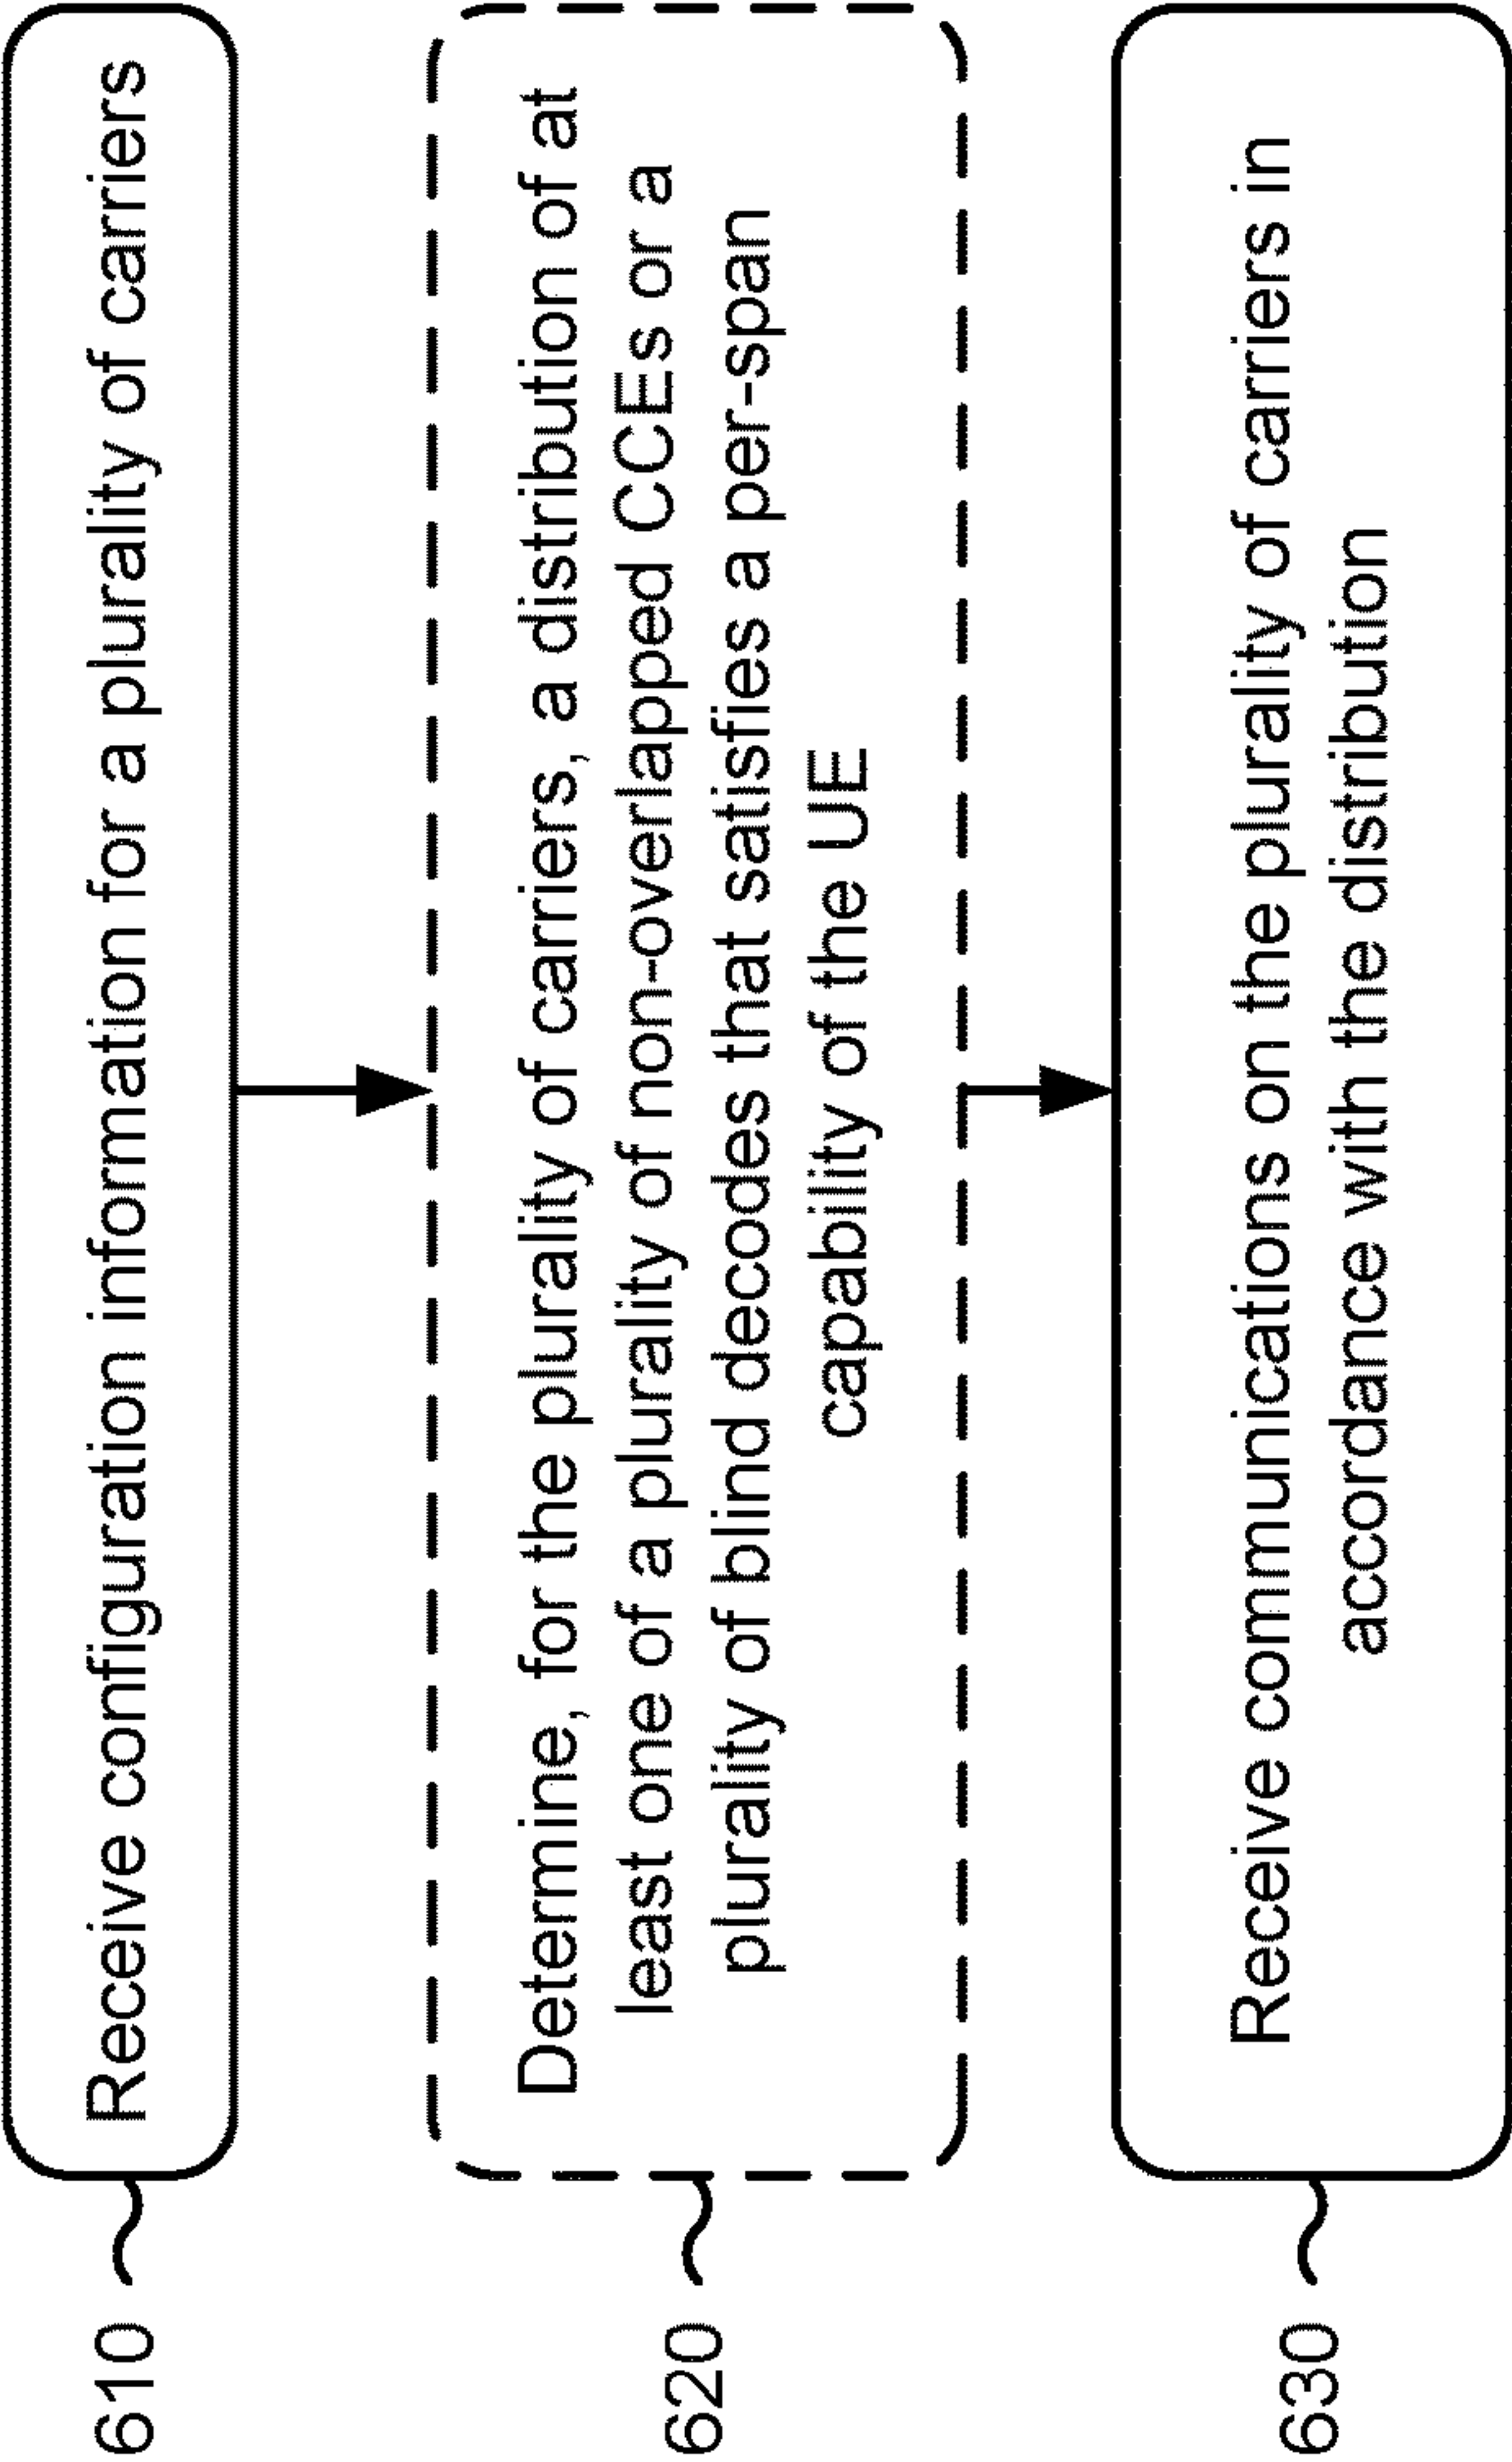 610
Receive configuration information for a plurality of carriers
620
Determine, for the plurality of carriers, a distribution of at
least one of a plurality of non-overlapped CCEs or a
plurality of blind decodes that satisfies a per-span
capability of the UE
630
Receive communications on the plurality of carriers in
accordance with the distribution